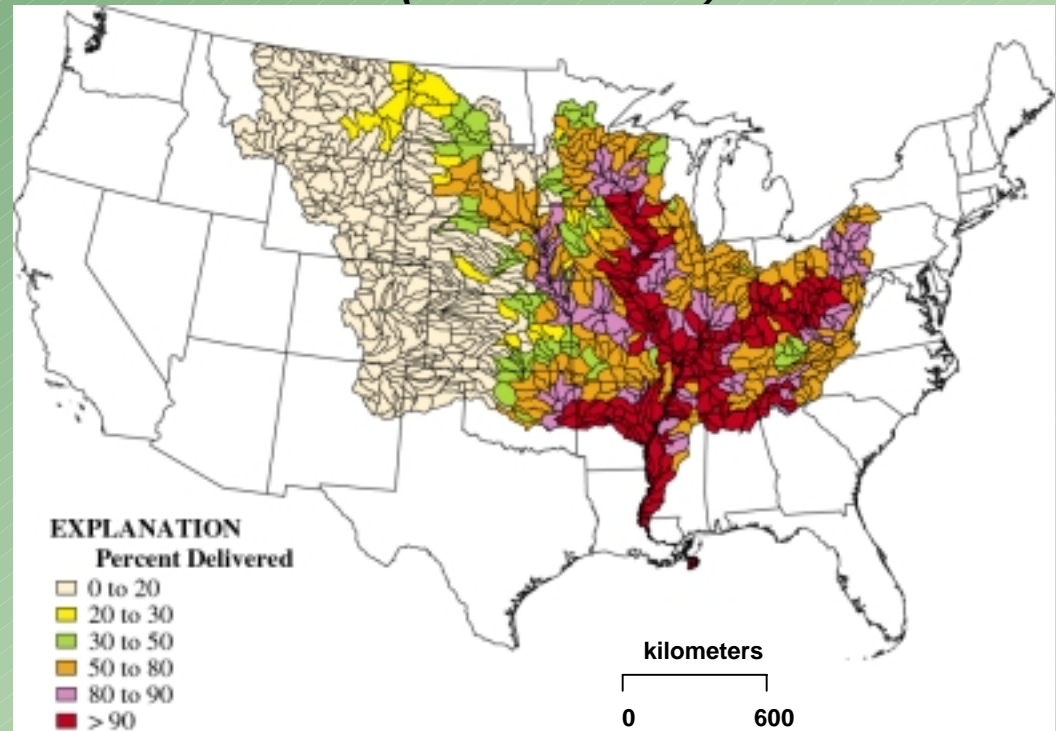 EXPLANATION
Percent Delivered
0 to 20
20 to 30
30 to 50
50 to 80
80 to 90
> 90
kilometers
0 600